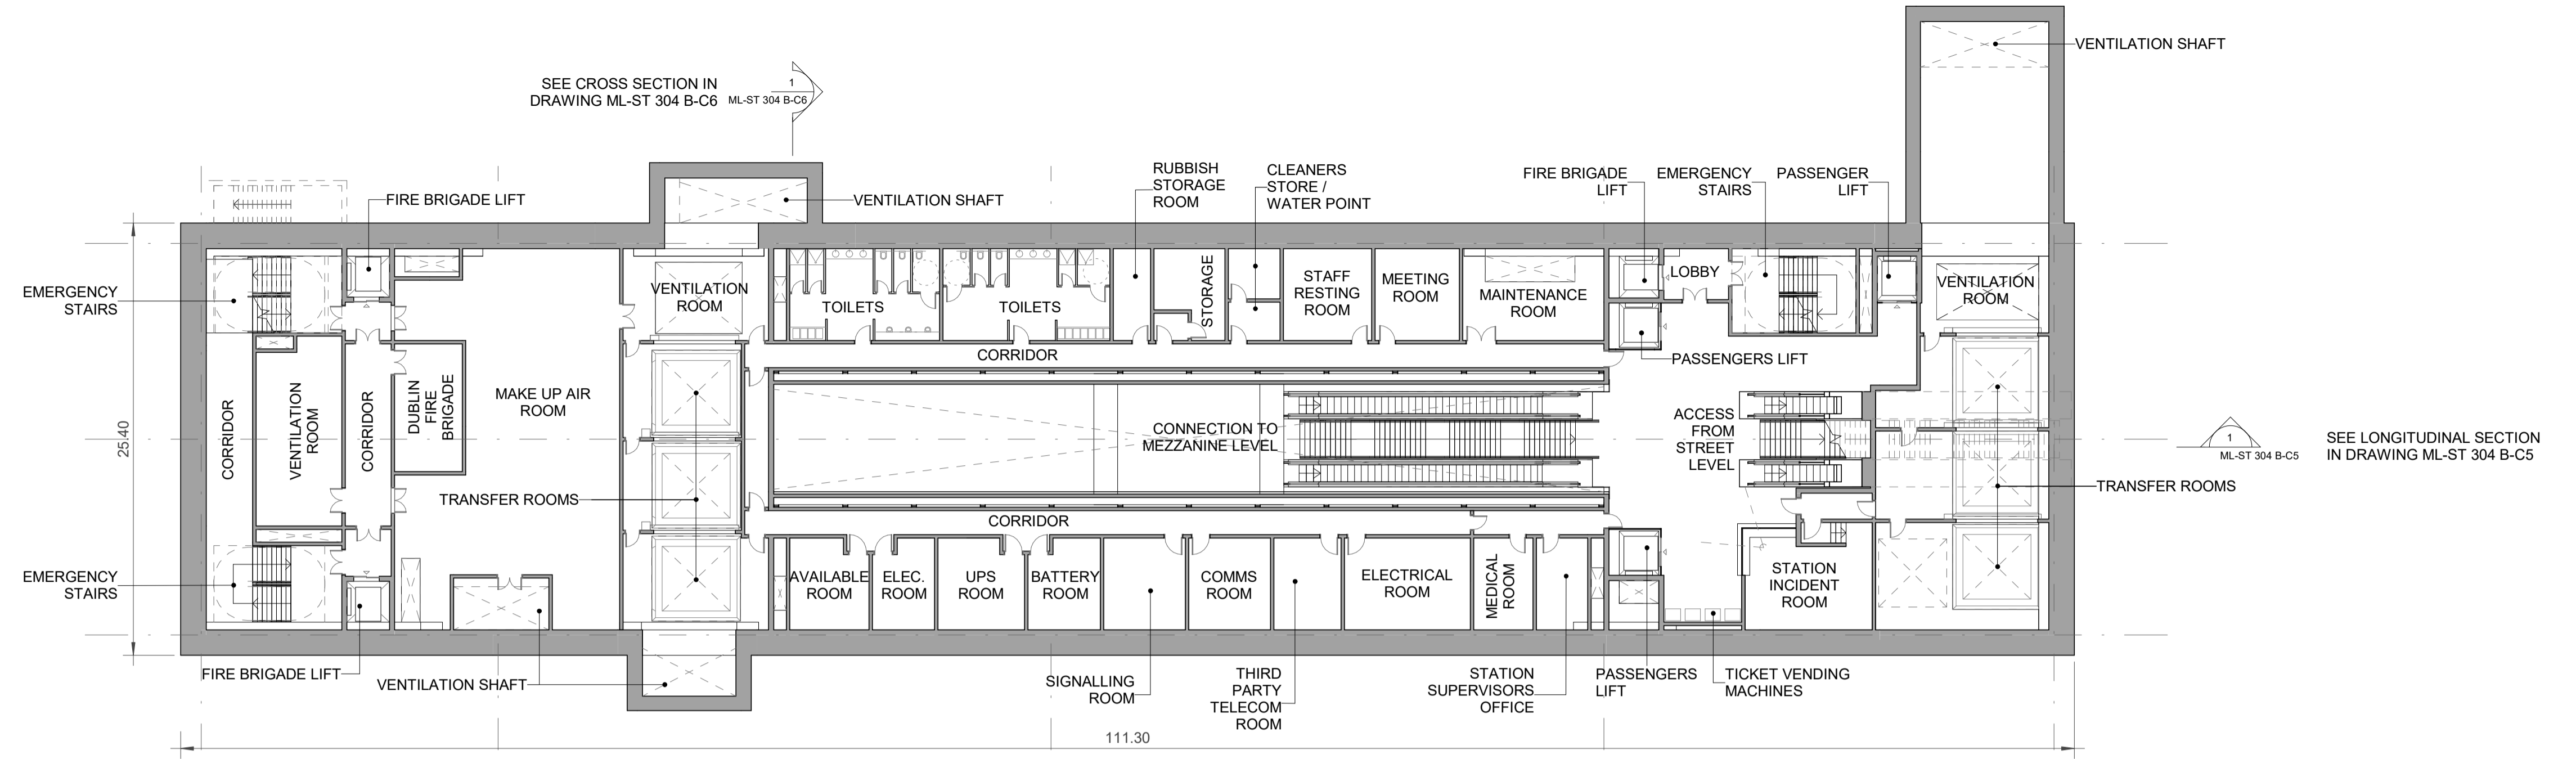 VENTILATION SHAFT
SEE CROSS SECTION IN
DRAWING ML-ST 304 B-C6
1
ML-ST 304 B-C6
RUBBISH
STORAGE
ROOM
CLEANERS
STORE /
WATER POINT
FIRE BRIGADE
LIFT
EMERGENCY
STAIRS
PASSENGER
LIFT
FIRE BRIGADE LIFT
VENTILATION SHAFT
EMERGENCY
STAIRS
VENTILATION
ROOM
TOILETS
TOILETS
STORAGE
STAFF
RESTING
ROOM
MEETING
ROOM
MAINTENANCE
ROOM
LOBBY
VENTILATION
ROOM
CORRIDOR
PASSENGERS LIFT
25.40
CORRIDOR
VENTILATION
ROOM
CORRIDOR
DUBLIN
FIRE
BRIGADE
MAKE UP AIR
ROOM
CONNECTION TO
MEZZANINE LEVEL
ACCESS
FROM
STREET
LEVEL
1
ML-ST 304 B-C5
SEE LONGITUDINAL SECTION
IN DRAWING ML-ST 304 B-C5
TRANSFER ROOMS
TRANSFER ROOMS
CORRIDOR
EMERGENCY
STAIRS
AVAILABLE
ROOM
ELEC.
ROOM
UPS
ROOM
BATTERY
ROOM
COMMS
ROOM
ELECTRICAL
ROOM
MEDICAL
ROOM
STATION
INCIDENT
ROOM
FIRE BRIGADE LIFT
VENTILATION SHAFT
SIGNALLING
ROOM
THIRD
PARTY
TELECOM
ROOM
STATION
SUPERVISORS
OFFICE
PASSENGERS
LIFT
TICKET VENDING
MACHINES
111.30